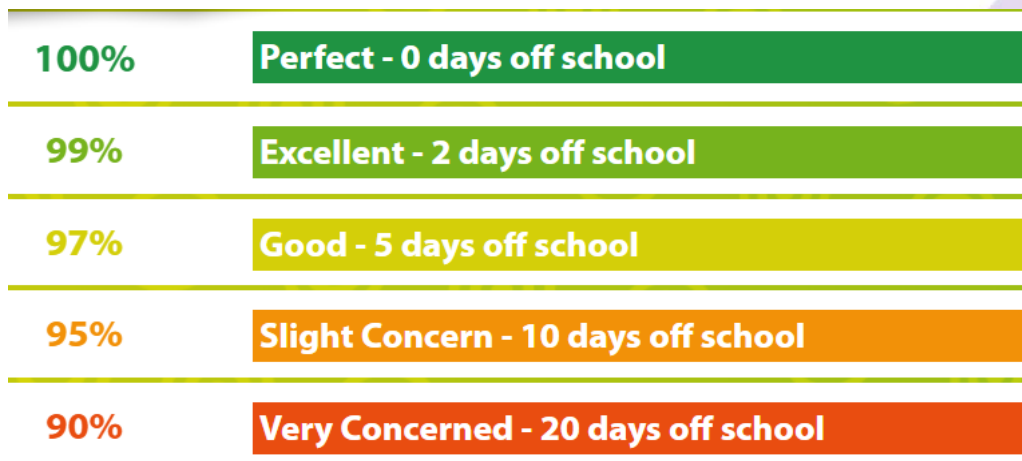 100% Perfect - 0 days off school
99% Excellent - 2 days off school
97% Good - 5 days off school
95% Slight Concern - 10 days off school
90% Very Concerned - 20 days off school